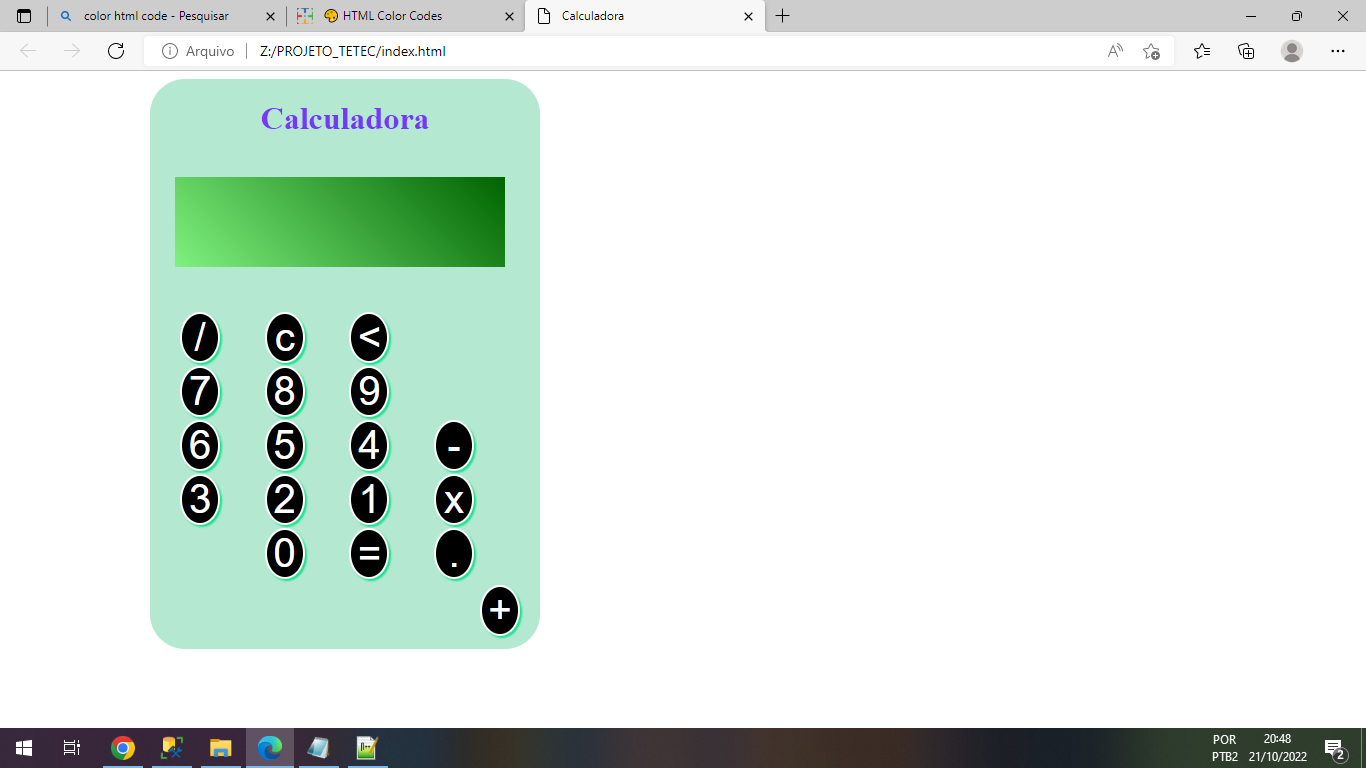 color html code - Pesquisar
HTML Color Codes
Calculadora
Arquivo Z:/PROJETO_TETEC/index.html
Calculadora
/ c <
7 8 9
6 5 4 -
3 2 1 x
0 = .
+
POR 20:48
PTB2 21/10/2022 2